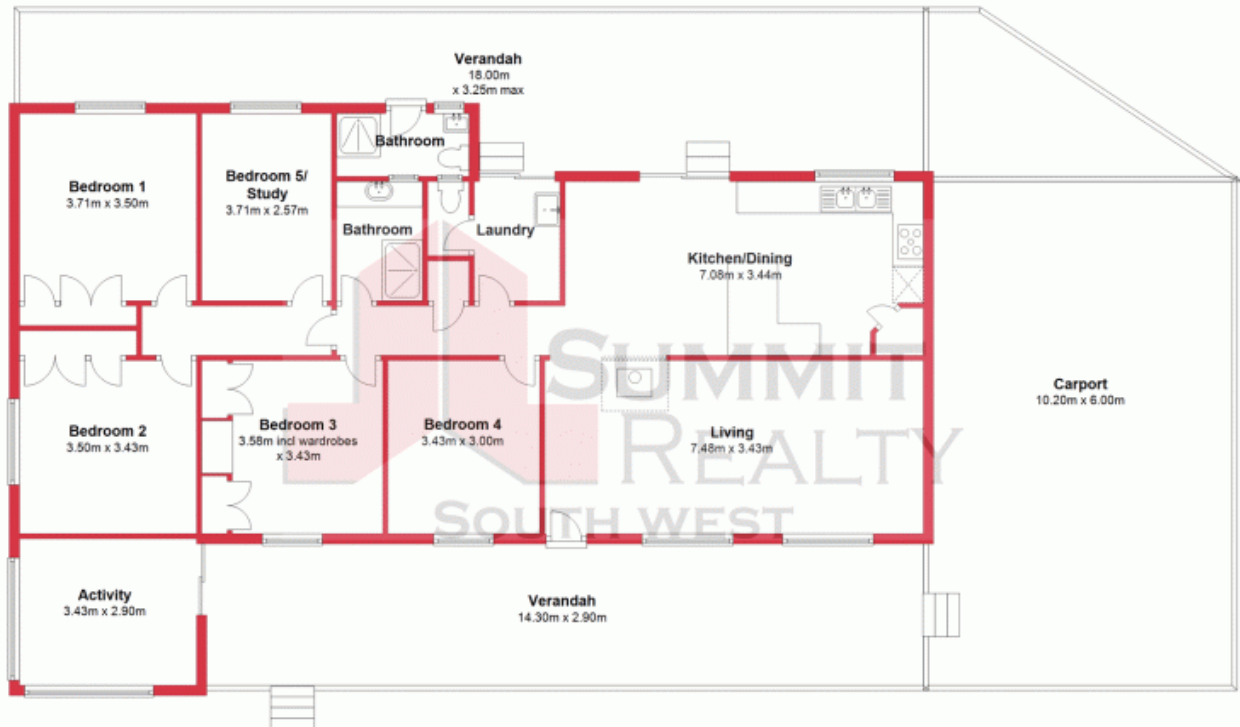 Verandah
18.00m
x 3.25m max
Bedroom 1
3.71m x 3.50m
Bedroom 5/
Study
3.71m x 2.57m
Bathroom
Bathroom
Laundry
Kitchen/Dining
7.08m x 3.44m
Bedroom 2
3.50m x 3.43m
Bedroom 3
3.58m incl wardrobes
x 3.43m
Bedroom 4
3.43m x 3.00m
Living
7.48m x 3.43m
Carport
10.20m x 6.00m
SUMMIT
REALTY
SOUTH WEST
Activity
3.43m x 2.90m
Verandah
14.30m x 2.90m